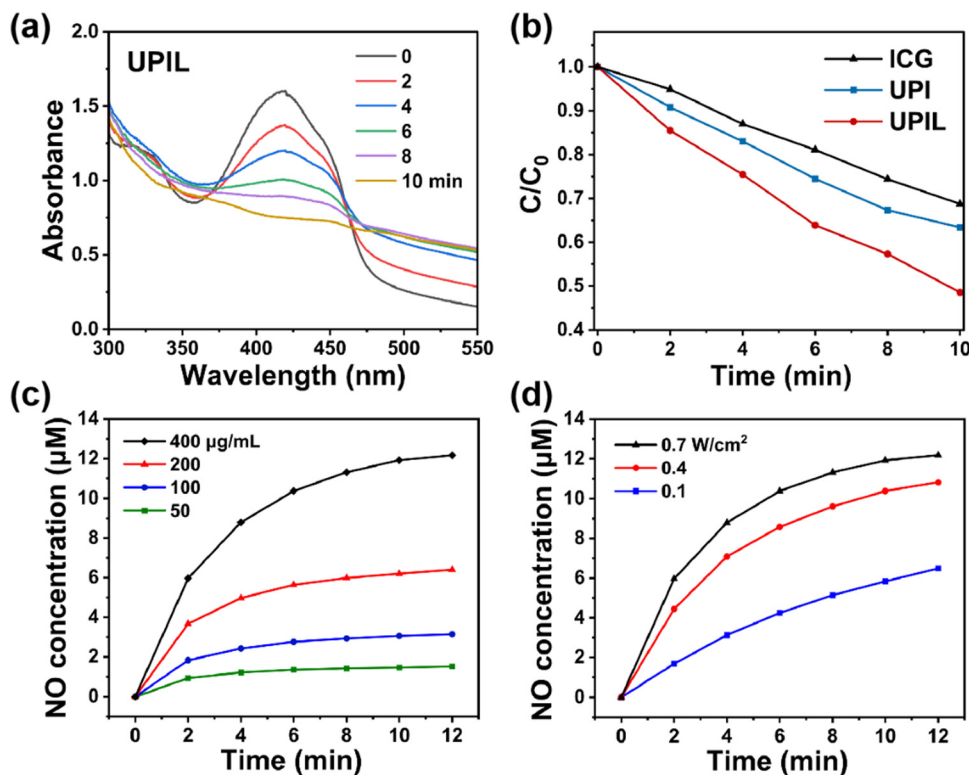 (a)
UPIL
0
2
4
6
8
10 min
2.0
1.5
1.0
0.5
0.0
Absorbance
300 350 400 450 500 550
Wavelength (nm)
(b)
ICG
UPI
UPIL
1.0
0.9
0.8
0.7
0.6
0.5
0.4
C/C₀
0 2 4 6 8 10
Time (min)
(c)
400 μg/mL
200
100
50
14
12
10
8
6
4
2
0
NO concentration (μM)
0 2 4 6 8 10 12
Time (min)
(d)
0.7 W/cm²
0.4
0.1
14
12
10
8
6
4
2
0
NO concentration (μM)
0 2 4 6 8 10 12
Time (min)